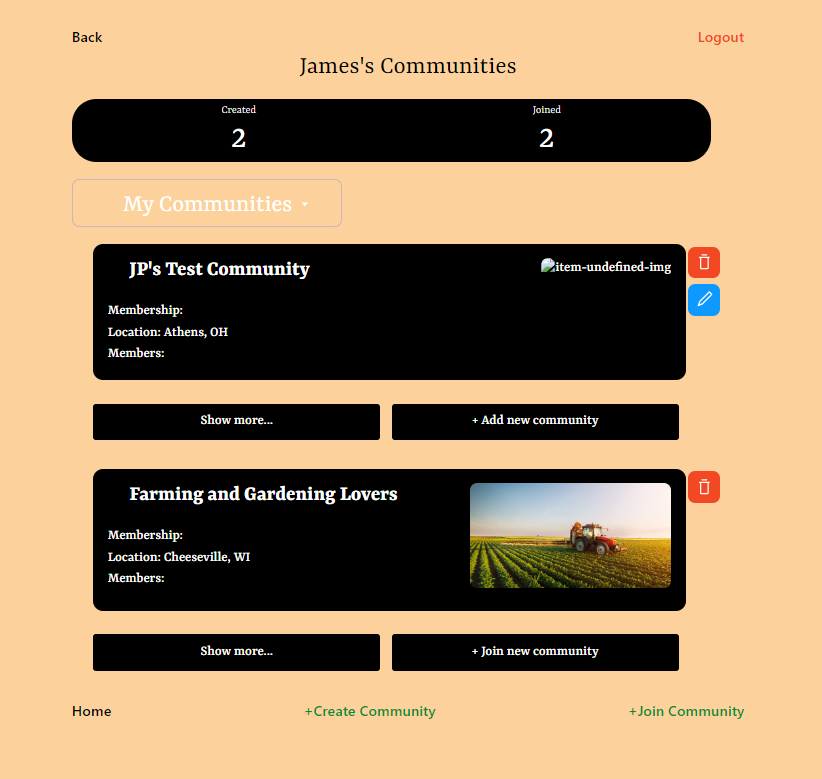 Back
Logout
James's Communities
Created
Joined
2
2
My Communities
JP's Test Community
item-undefined-img
Membership:
Location: Athens, OH
Members:
Show more...
+ Add new community
Farming and Gardening Lovers
Membership:
Location: Cheeseville, WI
Members:
Show more...
+ Join new community
Home
+Create Community
+Join Community